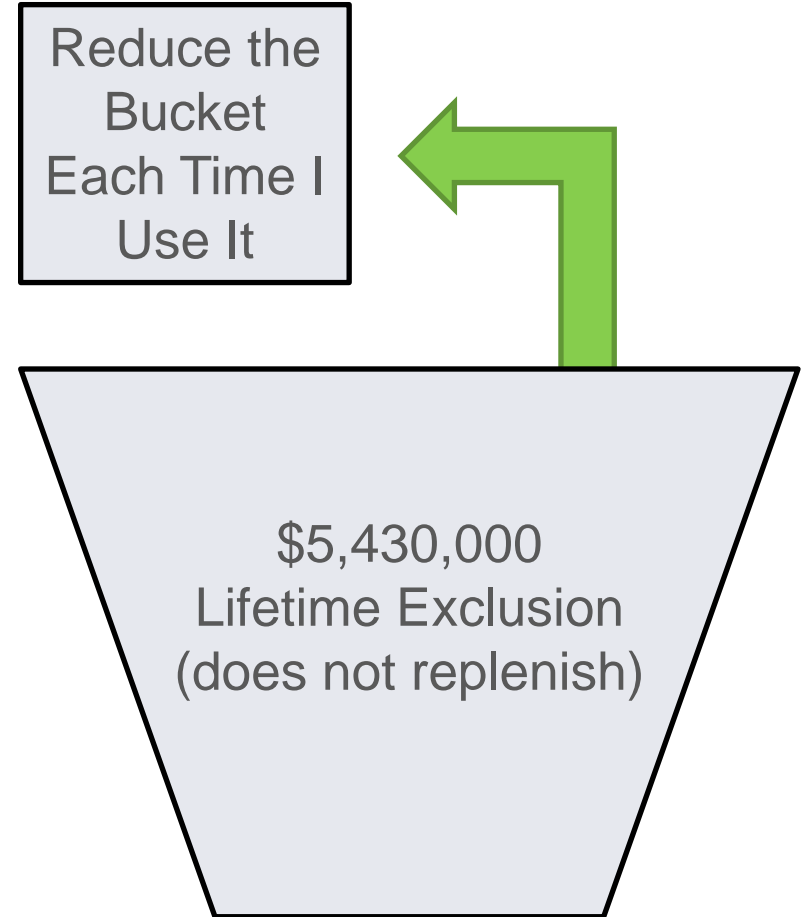 Reduce the
Bucket
Each Time I
Use It
$5,430,000
Lifetime Exclusion
(does not replenish)